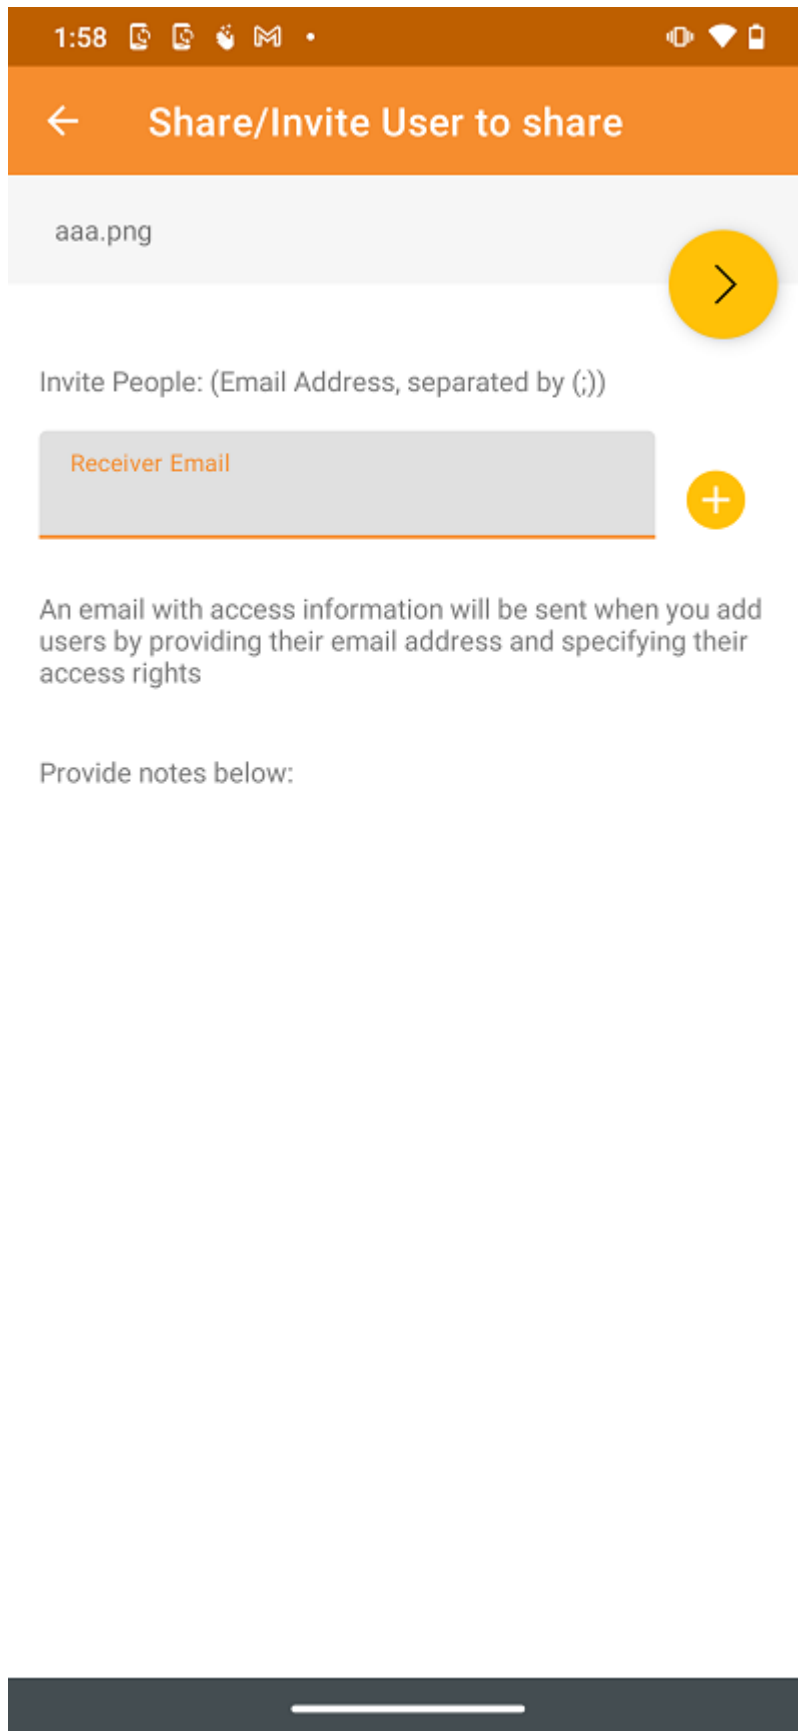 1:58
Share/Invite User to share
aaa.png
Invite People: (Email Address, separated by (;))
Receiver Email
An email with access information will be sent when you add
users by providing their email address and specifying their
access rights
Provide notes below: